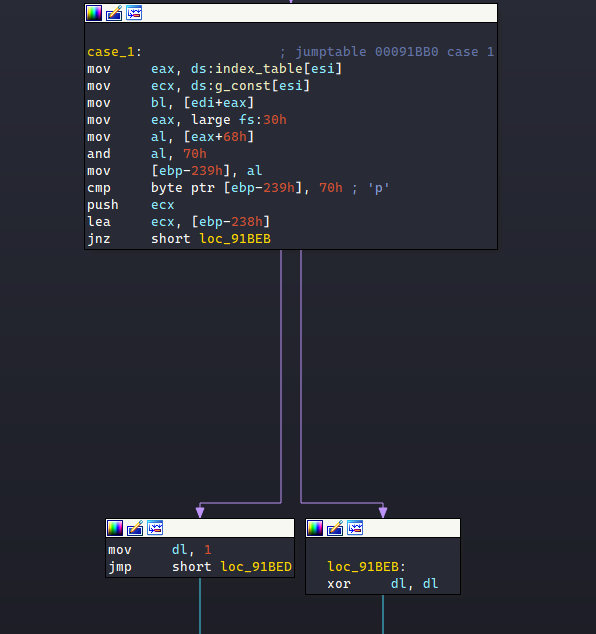 case_1: ; jumptable 00091BB0 case 1
mov eax, ds:index_table[esi]
mov ecx, ds:g_const[esi]
mov bl, [edi+eax]
mov eax, large fs:30h
mov al, [eax+68h]
and al, 70h
mov [ebp-239h], al
cmp byte ptr [ebp-239h], 70h ; 'p'
push ecx
lea ecx, [ebp-238h]
jnz short loc_91BEB
mov dl, 1
jmp short loc_91BED
loc_91BEB:
xor dl, dl